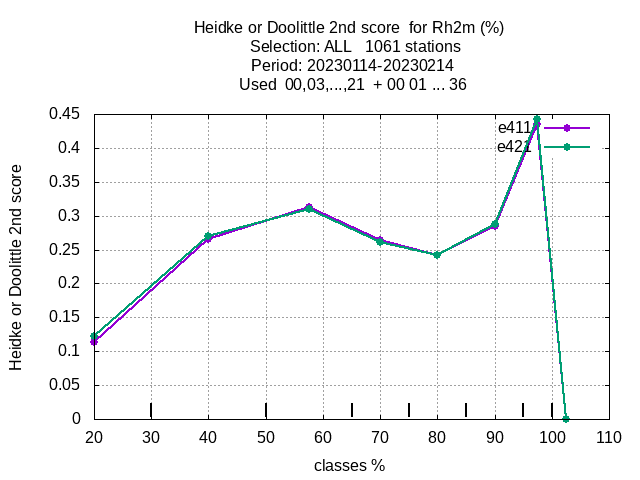 Heidke or Doolittle 2nd score  for Rh2m (%)
Selection: ALL   1061 stations
Period: 20230114-20230214
Used  00,03,...,21  + 00 01 ... 36
Heidke or Doolittle 2nd score
0.45
0.4
0.35
0.3
0.25
0.2
0.15
0.1
0.05
0
e411
e421
20 30 40 50 60 70 80 90 100 110
classes %